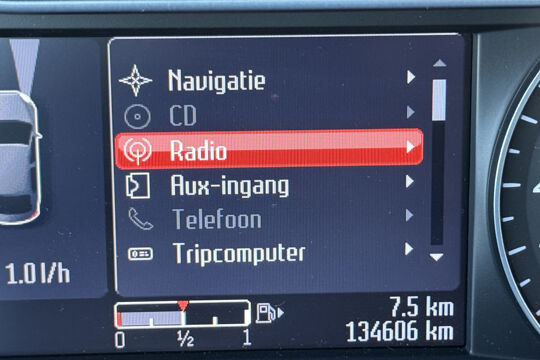 Navigatie
CD
Radio
Aux-ingang
Telefoon
Tripcomputer
1.0 l/h
0 ½ 1
7.5 km
134606 km